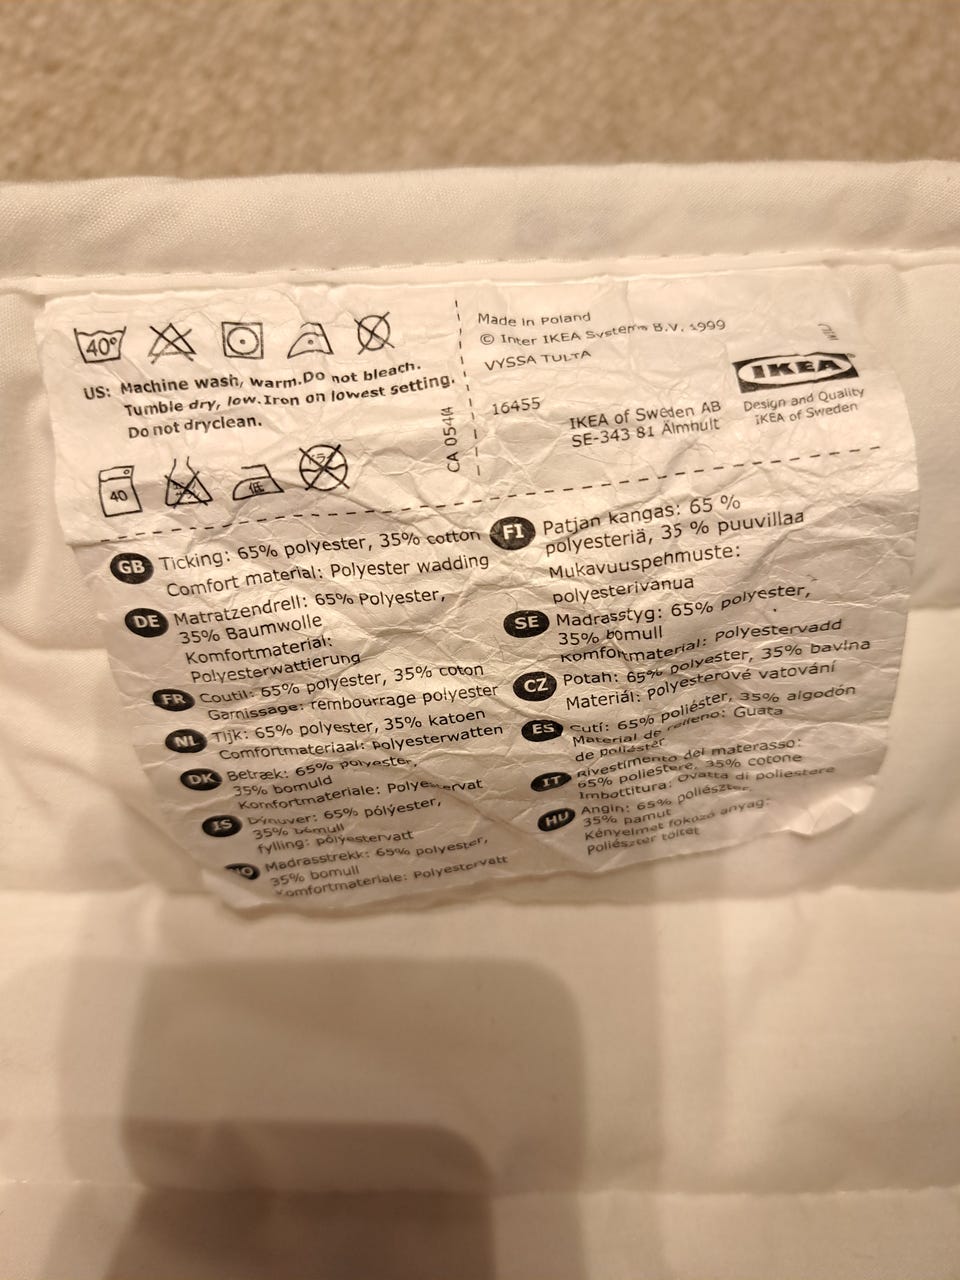 40°
US: Machine wash, warm.Do not bleach.
Tumble dry, low.Iron on lowest setting.
Do not dryclean.
40
CA 0544
Made in Poland
© Inter IKEA Systems B.V. 1999
VYSSA TULTA
16455
IKEA of Sweden AB
SE-343 81 Älmhult
IKEA
Design and Quality
IKEA of Sweden
GB Ticking: 65% polyester, 35% cotton
Comfort material: Polyester wadding
DE Matratzendrell: 65% Polyester,
35% Baumwolle
Komfortmaterial:
Polyesterwattierung
FR Coutil: 65% polyester, 35% coton
Garnissage: rembourrage polyester
NL Tijk: 65% polyester, 35% katoen
Comfortmateriaal: Polyesterwatten
DK Betræk: 65% polyester,
35% bomuld
Komfortmateriale: Polyestervat
IS Dýnuver: 65% pólýester,
35% bómull
fylling: pólýestervatt
NO Madrasstrekk: 65% polyester,
35% bomull
Komfortmateriale: Polyestervatt
FI Patjan kangas: 65 %
polyesteriä, 35 % puuvillaa
Mukavuuspehmuste:
polyesterivanua
SE Madrasstyg: 65% polyester,
35% bomull
Komfortmaterial: Polyestervadd
CZ Potah: 65% polyester, 35% bavlna
Materiál: polyesterové vatování
ES Cutí: 65% poliéster, 35% algodón
Material de relleno: Guata
de poliéster
IT Rivestimento del materasso:
65% poliestere, 35% cotone
Imbottitura: Ovatta di poliestere
HU Angin: 65% poliészter,
35% pamut
Kényelmet fokozó anyag:
Poliészter töltet